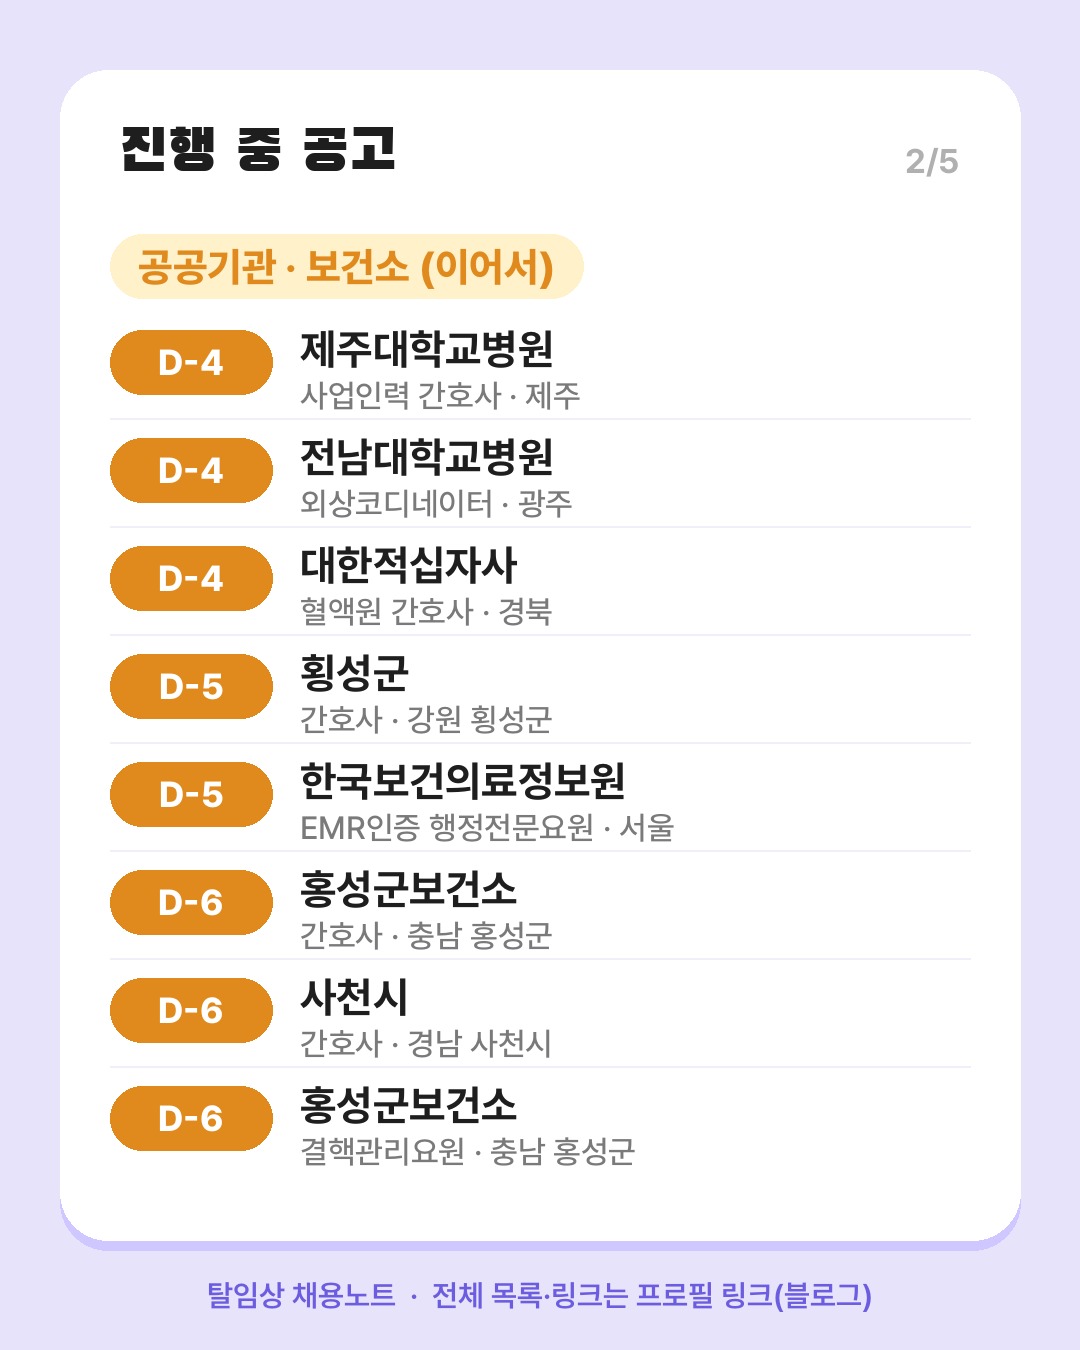 진행 중 공고
2/5
공공기관 · 보건소 (이어서)
D-4
제주대학교병원
사업인력 간호사 · 제주
D-4
전남대학교병원
외상코디네이터 · 광주
D-4
대한적십자사
혈액원 간호사 · 경북
D-5
횡성군
간호사 · 강원 횡성군
D-5
한국보건의료정보원
EMR인증 행정전문요원 · 서울
D-6
홍성군보건소
간호사 · 충남 홍성군
D-6
사천시
간호사 · 경남 사천시
D-6
홍성군보건소
결핵관리요원 · 충남 홍성군
탈임상 채용노트 · 전체 목록·링크는 프로필 링크(블로그)